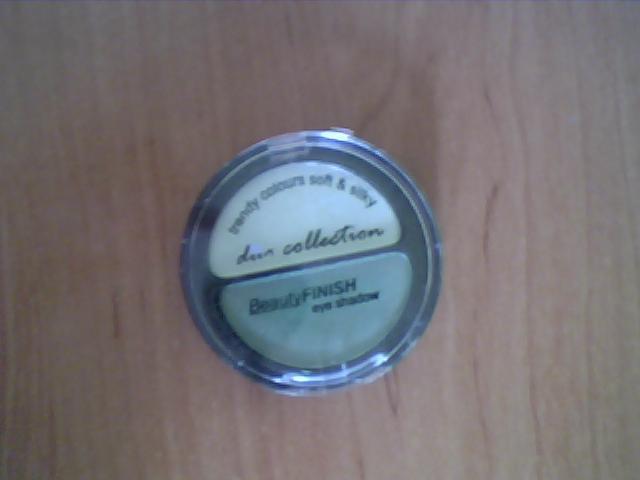 trendy colours soft & silky
duo collection
BeautyFINISH
eye shadow